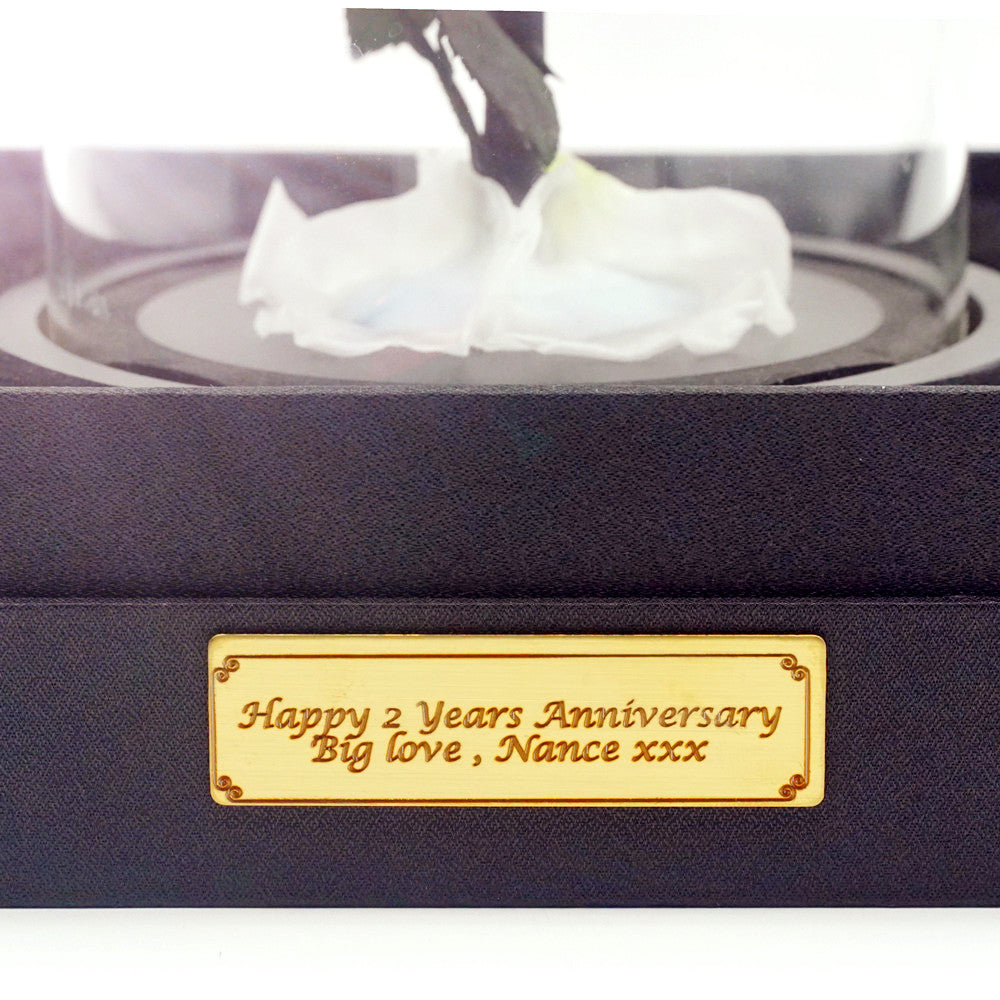 Happy 2 Years Anniversary
Big love , Nance xxx